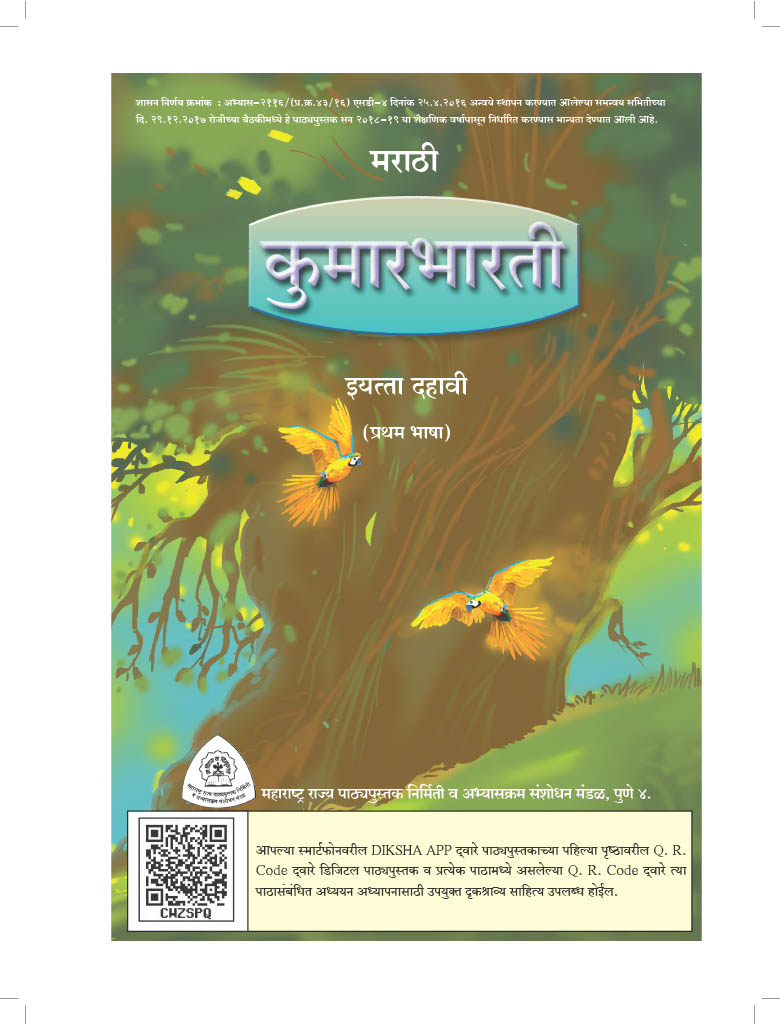 शासन निर्णय क्रमांक : अभ्यास-२११६/(प्र.क्र.४३/१६) एसडी-४ दिनांक २५.४.२०१६ अन्वये स्थापन करण्यात आलेल्या समन्वय समितीच्या
दि. २९.१२.२०१७ रोजीच्या बैठकीमध्ये हे पाठ्यपुस्तक सन २०१८-१९ या शैक्षणिक वर्षापासून निर्धारित करण्यास मान्यता देण्यात आली आहे.
मराठी
कुमारभारती
इयत्ता दहावी
(प्रथम भाषा)
महाराष्ट्र राज्य पाठ्यपुस्तक निर्मिती
व अभ्यासक्रम संशोधन मंडळ
महाराष्ट्र राज्य पाठ्यपुस्तक निर्मिती व अभ्यासक्रम संशोधन मंडळ, पुणे ४.
आपल्या स्मार्टफोनवरील DIKSHA APP द्वारे पाठ्यपुस्तकाच्या पहिल्या पृष्ठावरील Q. R.
Code द्वारे डिजिटल पाठ्यपुस्तक व प्रत्येक पाठामध्ये असलेल्या Q. R. Code द्वारे त्या
पाठासंबंधित अध्ययन अध्यापनासाठी उपयुक्त दृकश्राव्य साहित्य उपलब्ध होईल.
CWZSPQ